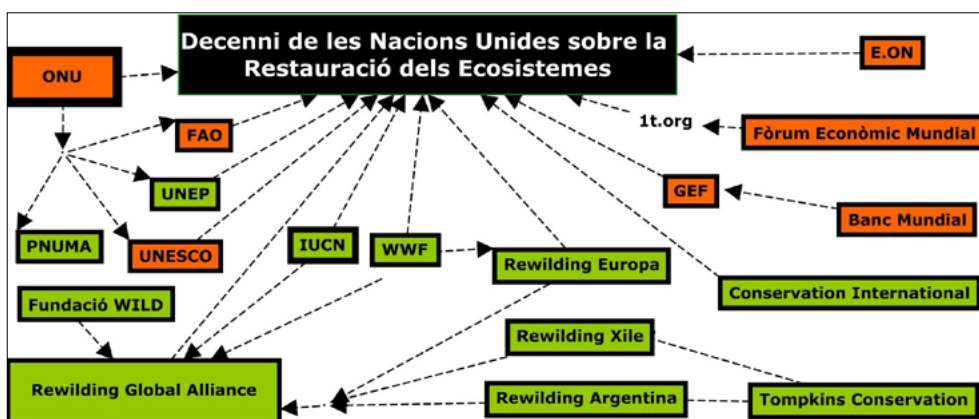 Decenni de les Nacions Unides sobre la
Restauració dels Ecosistemes
ONU
E.ON
FAO
1t.org
Fòrum Econòmic Mundial
UNEP
GEF
Banc Mundial
PNUMA
UNESCO
IUCN
WWF
Rewilding Europa
Conservation International
Fundació WILD
Rewilding Xile
Rewilding Global Alliance
Rewilding Argentina
Tompkins Conservation